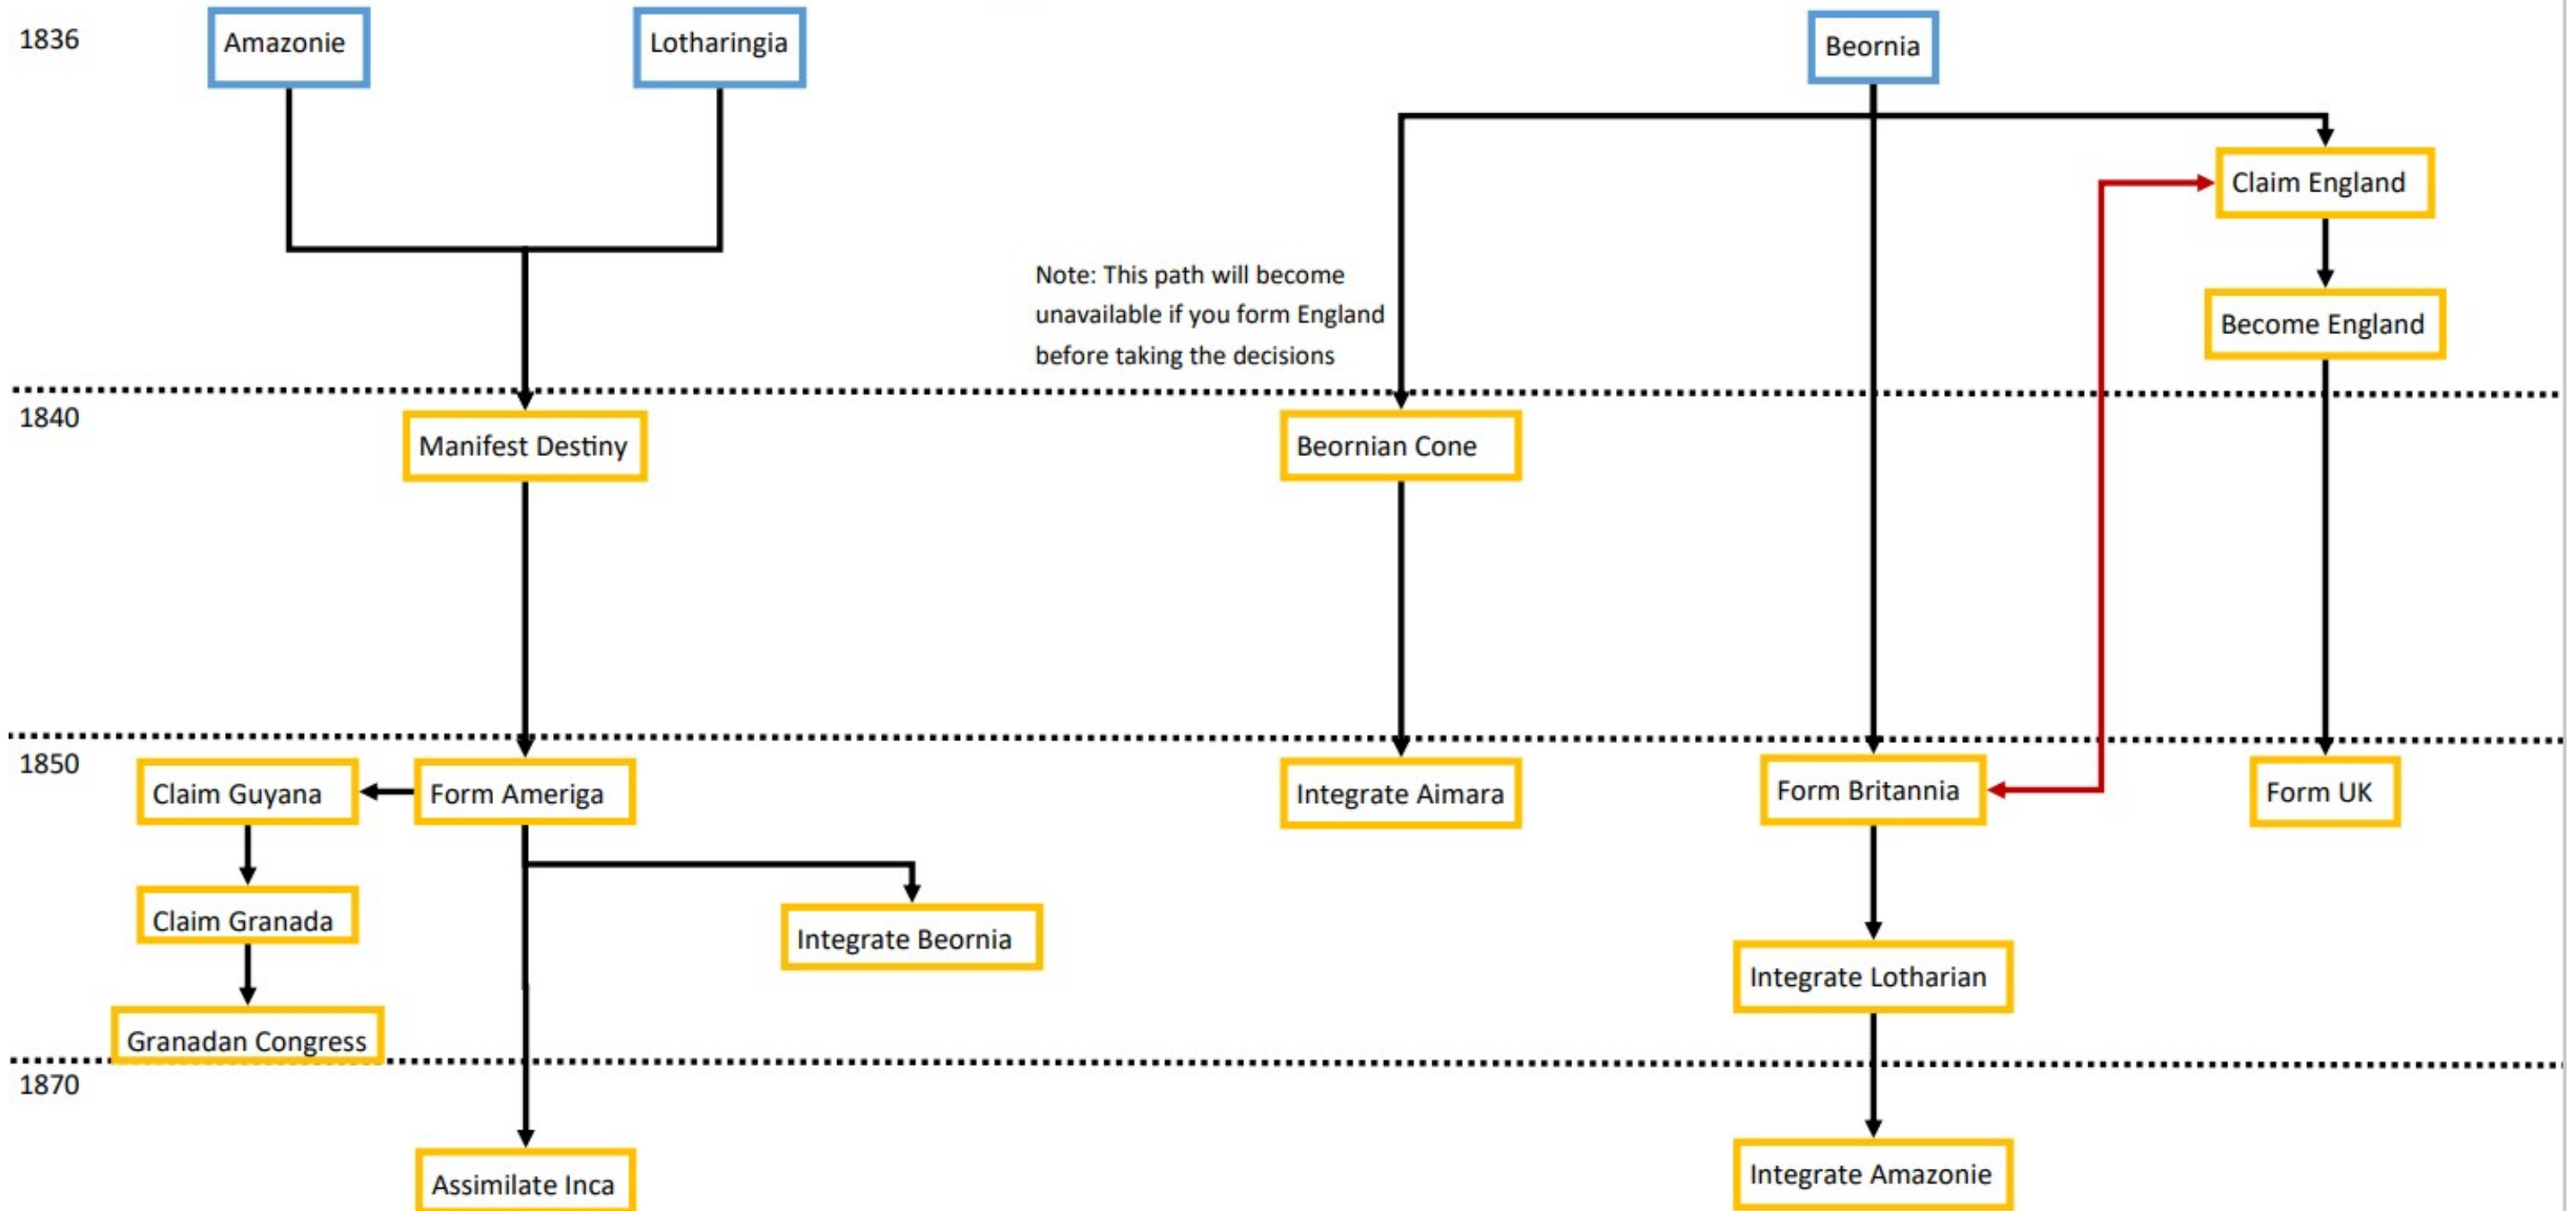 1836
Amazonie
Lotharingia
Beornia
Claim England
Note: This path will become
unavailable if you form England
before taking the decisions
Become England
1840
Manifest Destiny
Beornian Cone
1850
Claim Guyana
Form Ameriga
Integrate Aimara
Form Britannia
Form UK
Claim Granada
Integrate Beornia
Integrate Lotharian
Granadan Congress
1870
Assimilate Inca
Integrate Amazonie